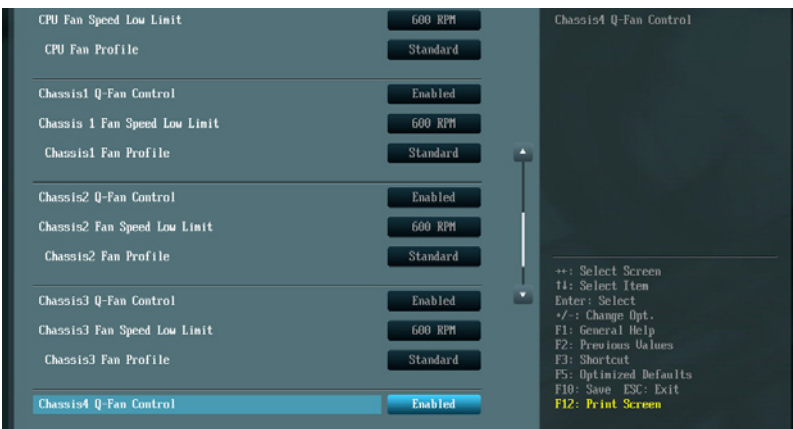 CPU Fan Speed Low Limit 600 RPM
CPU Fan Profile Standard
Chassis1 Q-Fan Control Enabled
Chassis 1 Fan Speed Low Limit 600 RPM
Chassis1 Fan Profile Standard
Chassis2 Q-Fan Control Enabled
Chassis2 Fan Speed Low Limit 600 RPM
Chassis2 Fan Profile Standard
Chassis3 Q-Fan Control Enabled
Chassis3 Fan Speed Low Limit 600 RPM
Chassis3 Fan Profile Standard
Chassis4 Q-Fan Control Enabled
Chassis4 Q-Fan Control
→←: Select Screen
↑↓: Select Item
Enter: Select
+/-: Change Opt.
F1: General Help
F2: Previous Values
F3: Shortcut
F5: Optimized Defaults
F10: Save ESC: Exit
F12: Print Screen